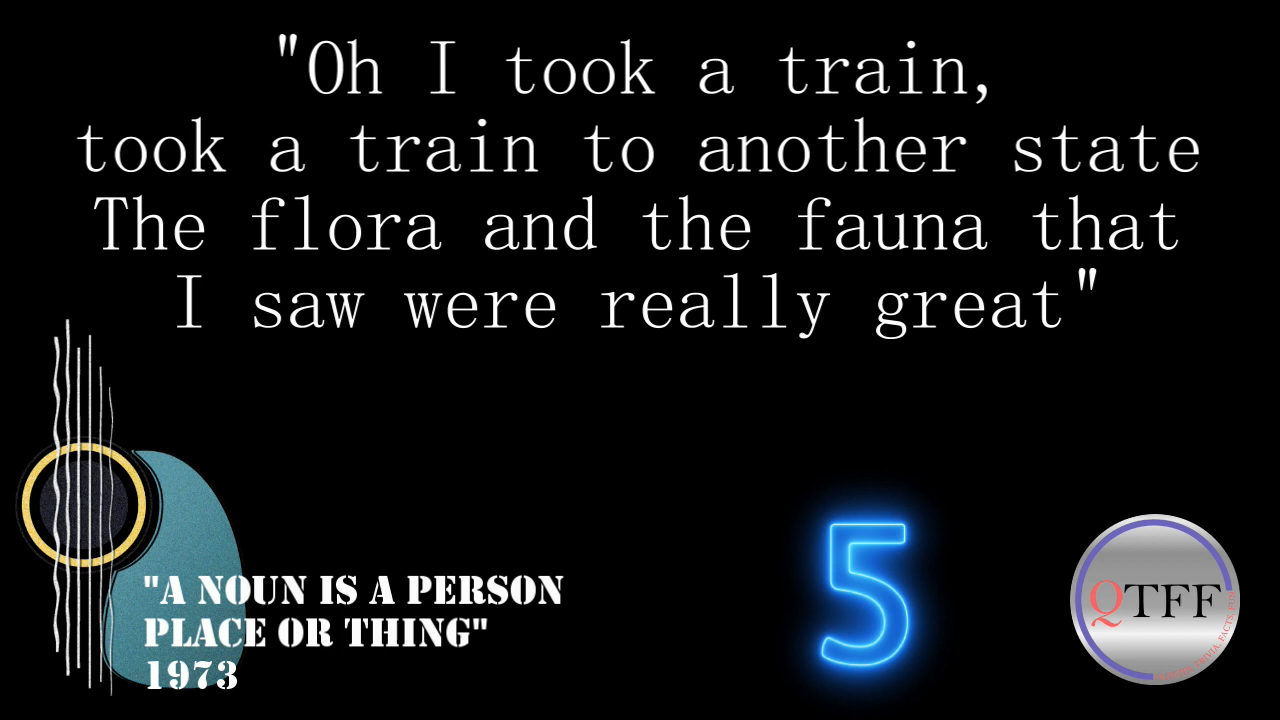 "Oh I took a train,
took a train to another state
The flora and the fauna that
I saw were really great"
"A NOUN IS A PERSON
PLACE OR THING"
1973
5
QTFF